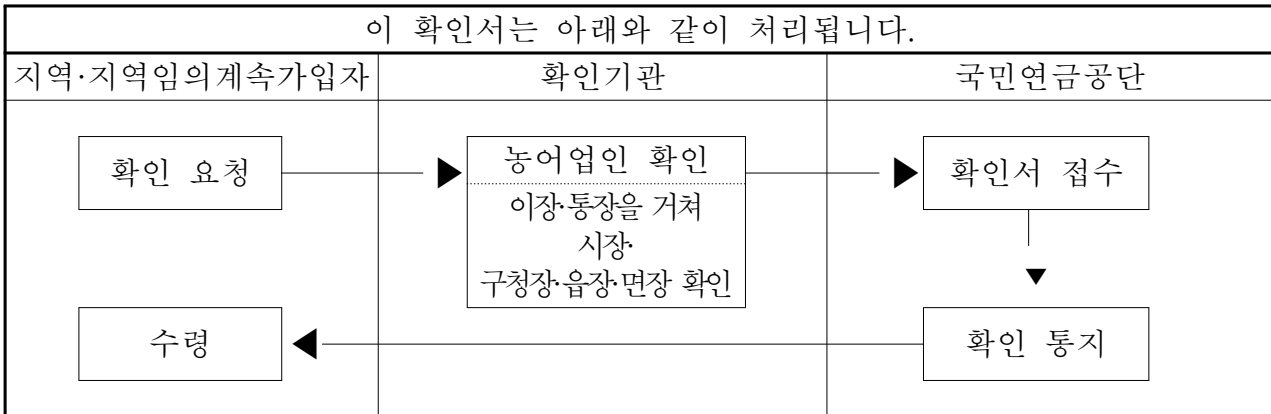 이 확인서는 아래와 같이 처리됩니다.
지역·지역임의계속가입자
확인기관
국민연금공단
확인 요청
농어업인 확인
이장·통장을 거쳐
시장·
구청장·읍장·면장 확인
확인서 접수
수령
확인 통지